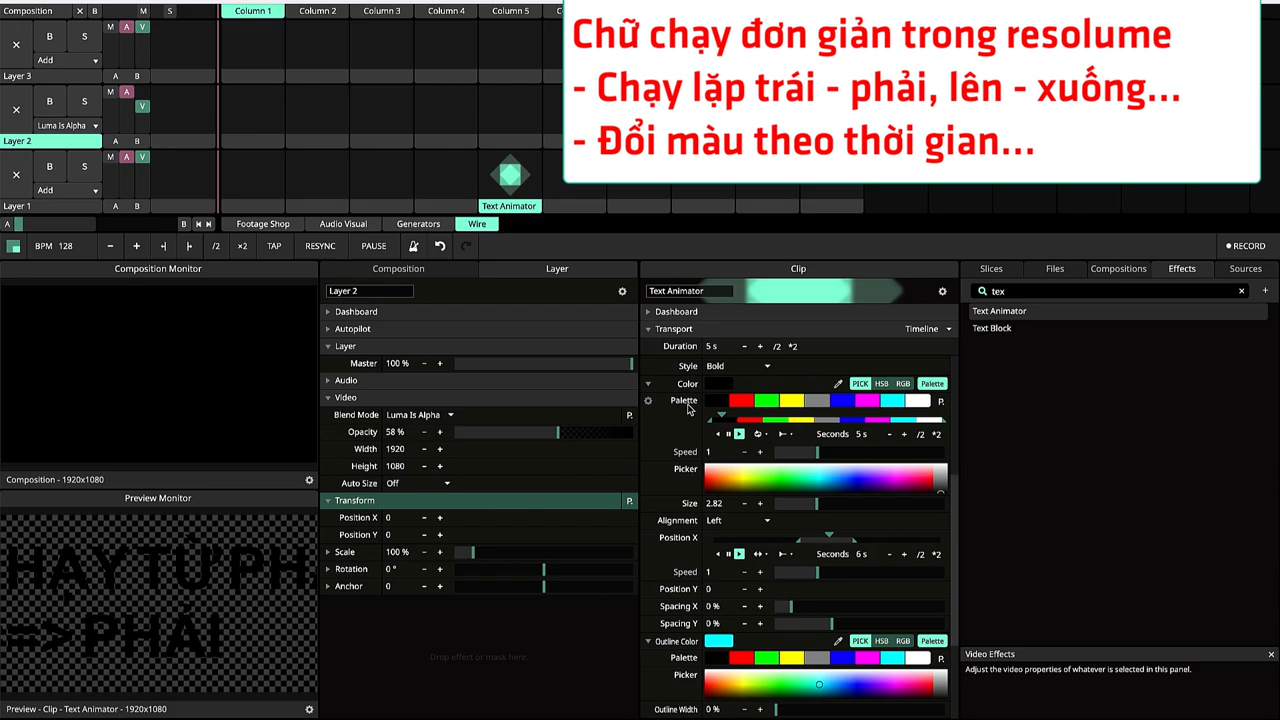 Composition × B M S Column 1 Column 2 Column 3 Column 4 Column 5
Chữ chạy đơn giản trong resolume
- Chạy lặp trái - phải, lên - xuống...
- Đổi màu theo thời gian...
× B S M A V
Add
Layer 3 A B
× B S M A V
Luma Is Alpha
Layer 2 A B
× B S M A V
Add
Layer 1 A B Text Animator
A B Footage Shop Audio Visual Generators Wire
BPM 128 - + /2 ×2 TAP RESYNC PAUSE RECORD
Composition Monitor Composition Layer Clip Slices Files Compositions Effects Sources
Layer 2 Text Animator tex × +
Dashboard Dashboard Text Animator
Autopilot Transport Timeline Text Block
Layer Duration 5 s - + /2 *2
Master 100 % - + Style Bold
Audio Color PICK HSB RGB Palette
Video Palette P.
Blend Mode Luma Is Alpha P.
Opacity 58 % - + Seconds 5 s - + /2 *2
Width 1920 - + Speed 1 - +
Height 1080 - + Picker
Composition - 1920x1080 Auto Size Off
Preview Monitor Transform P. Size 2.82 - +
Position X 0 - + Alignment Left
Position Y 0 - + Position X
Scale 100 % - + Seconds 6 s - + /2 *2
Rotation 0 ° - + Speed 1 - +
Anchor 0 - + Position Y 0 - +
HẠY TỪ PH
==> PHẢI
Spacing X 0 % - +
Spacing Y 0 % - +
Outline Color PICK HSB RGB Palette
Drop effect or mask here. Palette P. Video Effects ×
Picker Adjust the video properties of whatever is selected in this panel.
Preview - Clip - Text Animator - 1920x1080 Outline Width 0 % - +